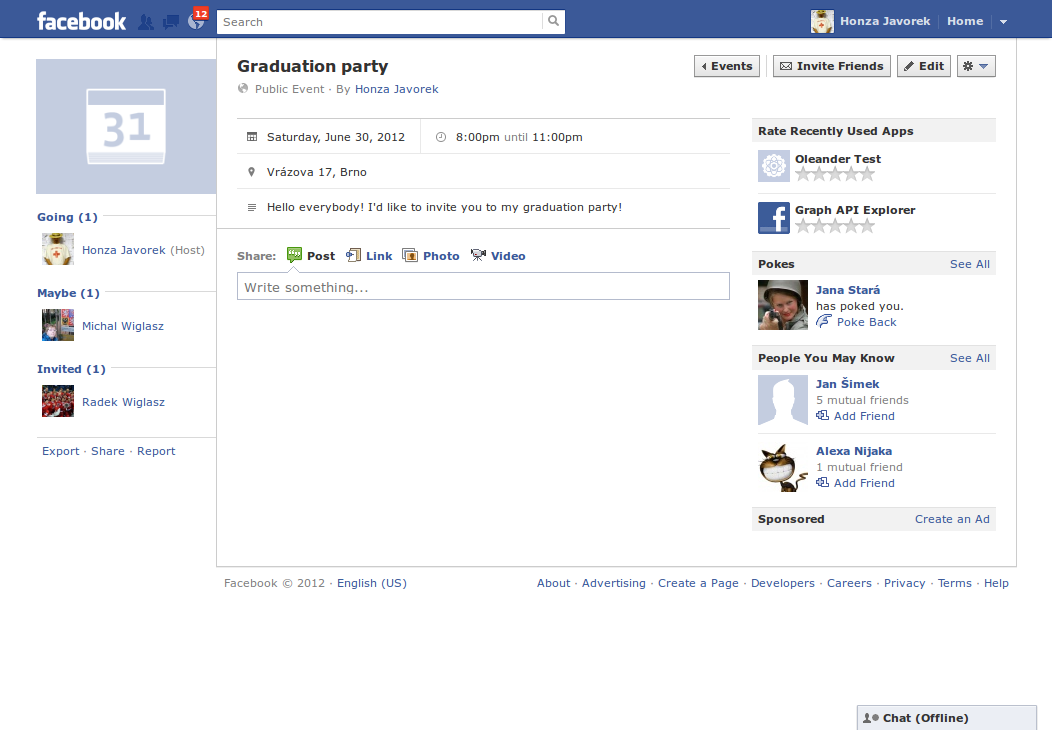 facebook
12
Search
Honza Javorek
Home
31
Graduation party
Public Event · By Honza Javorek
Events
Invite Friends
Edit
Saturday, June 30, 2012
8:00pm until 11:00pm
Vrázova 17, Brno
Hello everybody! I'd like to invite you to my graduation party!
Going (1)
Honza Javorek (Host)
Maybe (1)
Michal Wiglasz
Invited (1)
Radek Wiglasz
Export · Share · Report
Share: Post Link Photo Video
Write something...
Rate Recently Used Apps
Oleander Test
Graph API Explorer
Pokes See All
Jana Stará
has poked you.
Poke Back
People You May Know See All
Jan Šimek
5 mutual friends
Add Friend
Alexa Nijaka
1 mutual friend
Add Friend
Sponsored Create an Ad
Facebook © 2012 · English (US)
About · Advertising · Create a Page · Developers · Careers · Privacy · Terms · Help
Chat (Offline)